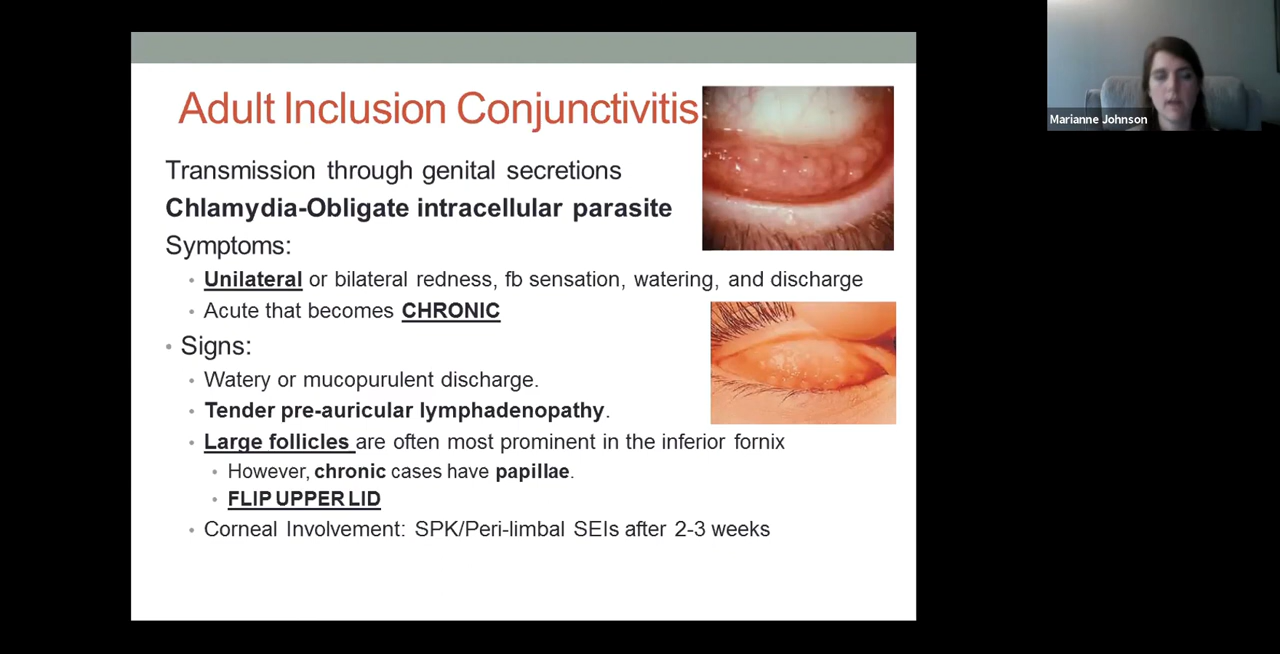 Adult Inclusion Conjunctivitis
Transmission through genital secretions
Chlamydia-Obligate intracellular parasite
Symptoms:
• Unilateral or bilateral redness, fb sensation, watering, and discharge
• Acute that becomes CHRONIC
• Signs:
• Watery or mucopurulent discharge.
• Tender pre-auricular lymphadenopathy.
• Large follicles are often most prominent in the inferior fornix
• However, chronic cases have papillae.
• FLIP UPPER LID
• Corneal Involvement: SPK/Peri-limbal SEIs after 2-3 weeks
Marianne Johnson